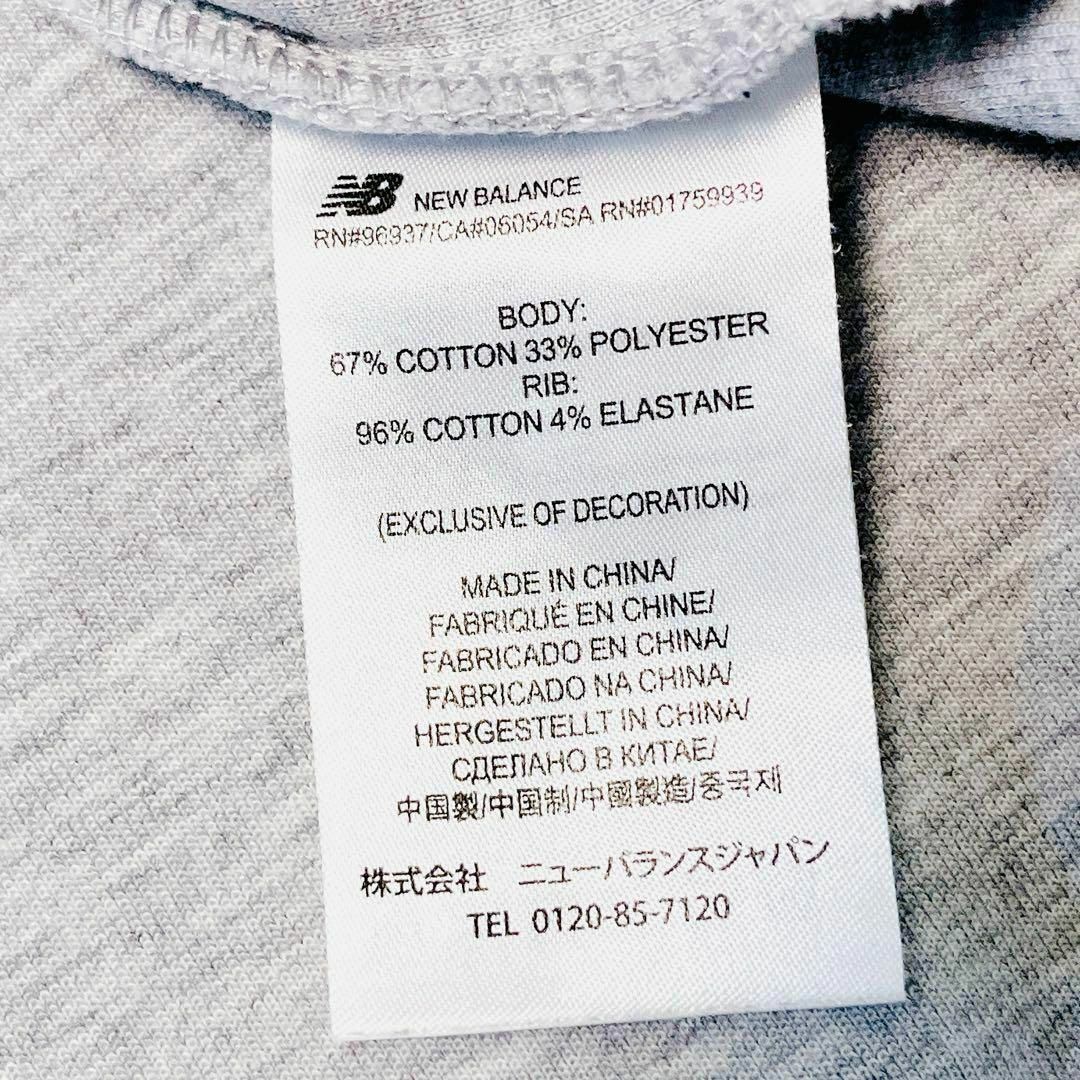 NB NEW BALANCE
RN#96937/CA#06054/SA RN#01759939
BODY:
67% COTTON 33% POLYESTER
RIB:
96% COTTON 4% ELASTANE
(EXCLUSIVE OF DECORATION)
MADE IN CHINA/
FABRIQUÉ EN CHINE/
FABRICADO EN CHINA/
FABRICADO NA CHINA/
HERGESTELLT IN CHINA/
СДЕЛАНО В КИТАЕ/
中国製/中国制/中國製造/중국제
株式会社 ニューバランスジャパン
TEL 0120-85-7120